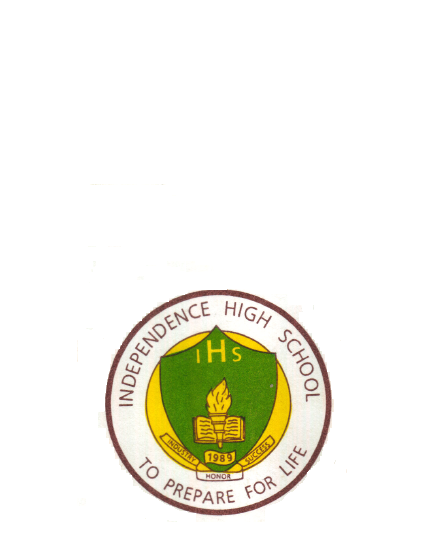 INDEPENDENCE HIGH SCHOOL
IHS
1989
INDUSTRY
HONOR
SUCCESS
TO PREPARE FOR LIFE